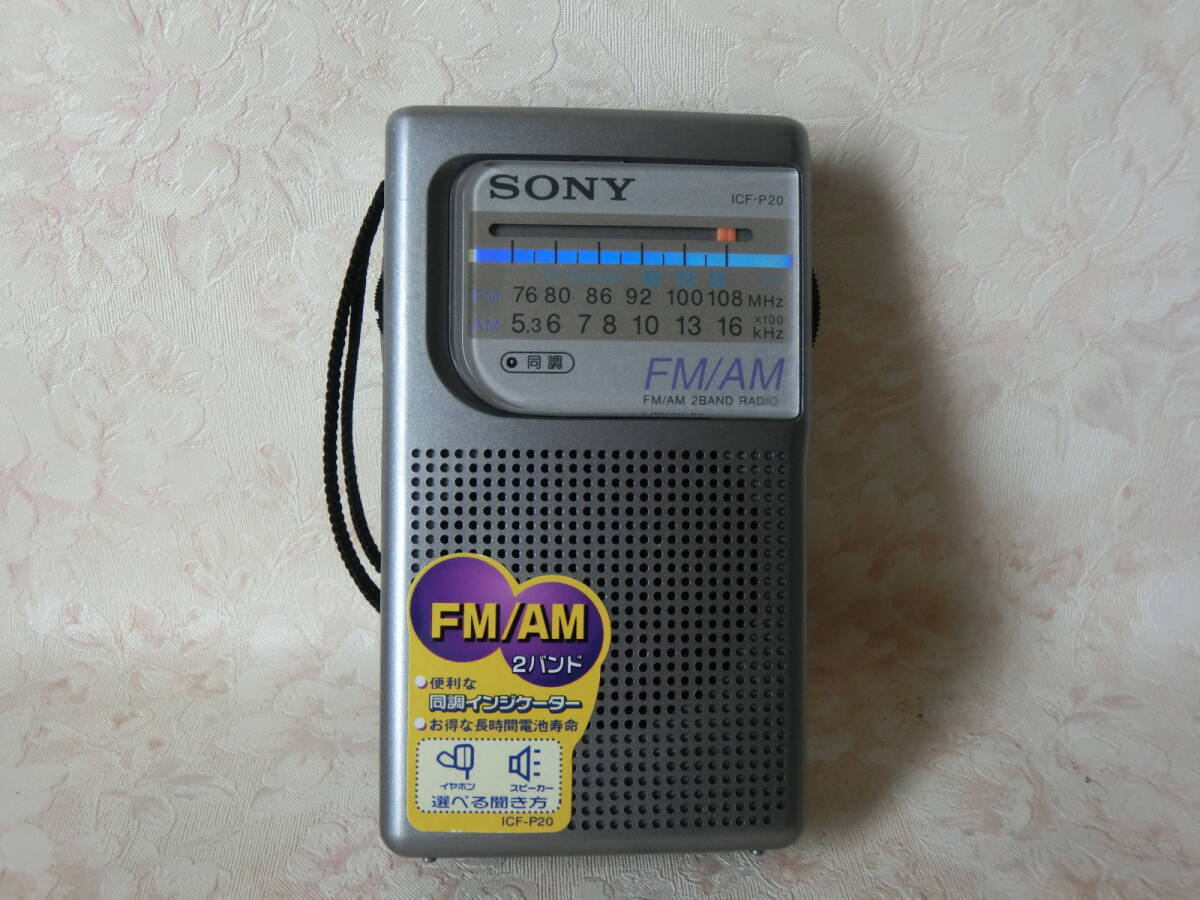 SONY
ICF-P20
FM 76 80 86 92 100 108 MHz
AM 5.3 6 7 8 10 13 16 ×100 kHz
同調
FM/AM
FM/AM 2BAND RADIO
FM/AM
2バンド
便利な
同調インジケーター
お得な長時間電池寿命
イヤホン スピーカー
選べる聞き方
ICF-P20